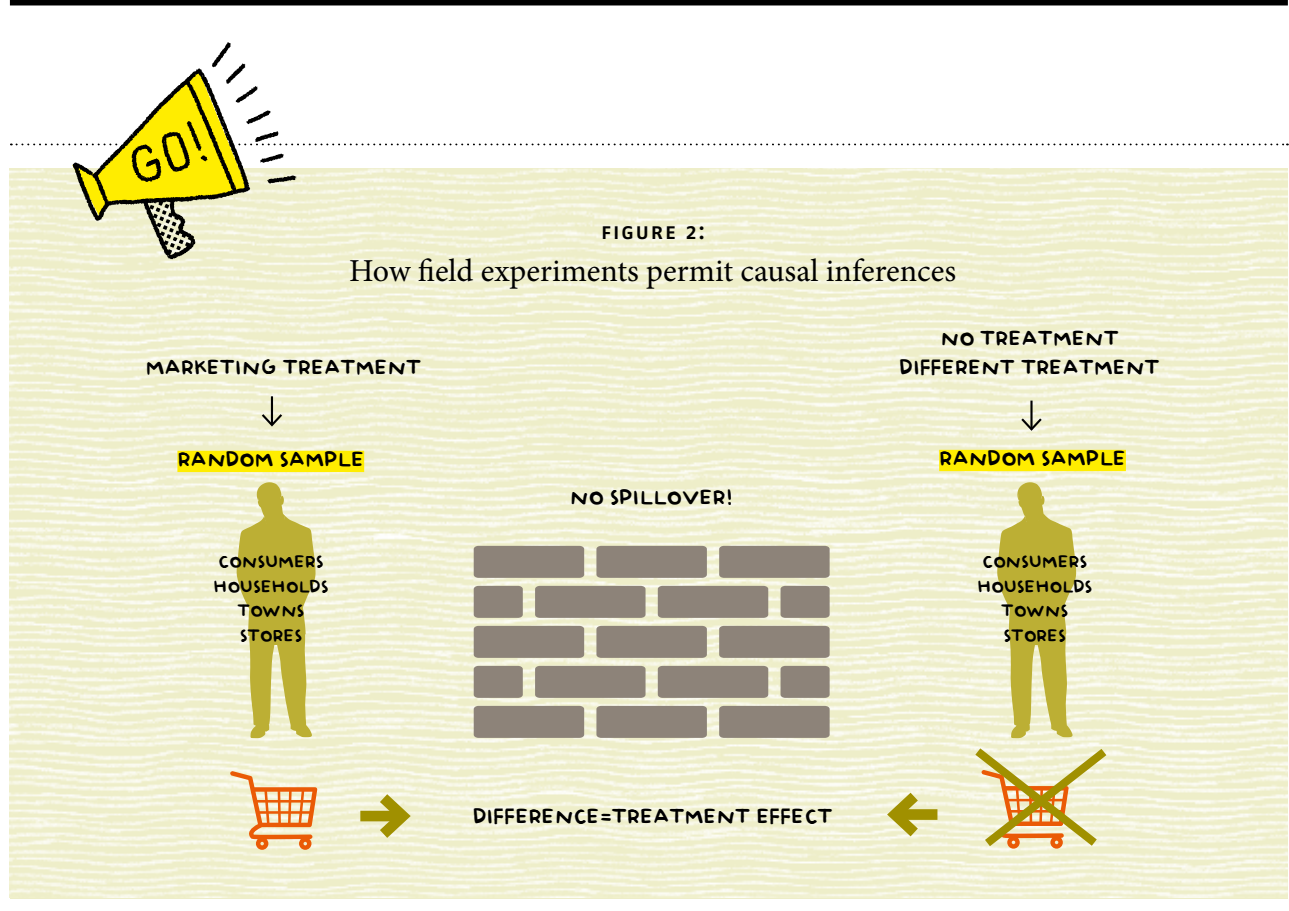 GO!
FIGURE 2:
How field experiments permit causal inferences
MARKETING TREATMENT
NO TREATMENT
DIFFERENT TREATMENT
RANDOM SAMPLE
RANDOM SAMPLE
NO SPILLOVER!
CONSUMERS
HOUSEHOLDS
TOWNS
STORES
CONSUMERS
HOUSEHOLDS
TOWNS
STORES
DIFFERENCE=TREATMENT EFFECT